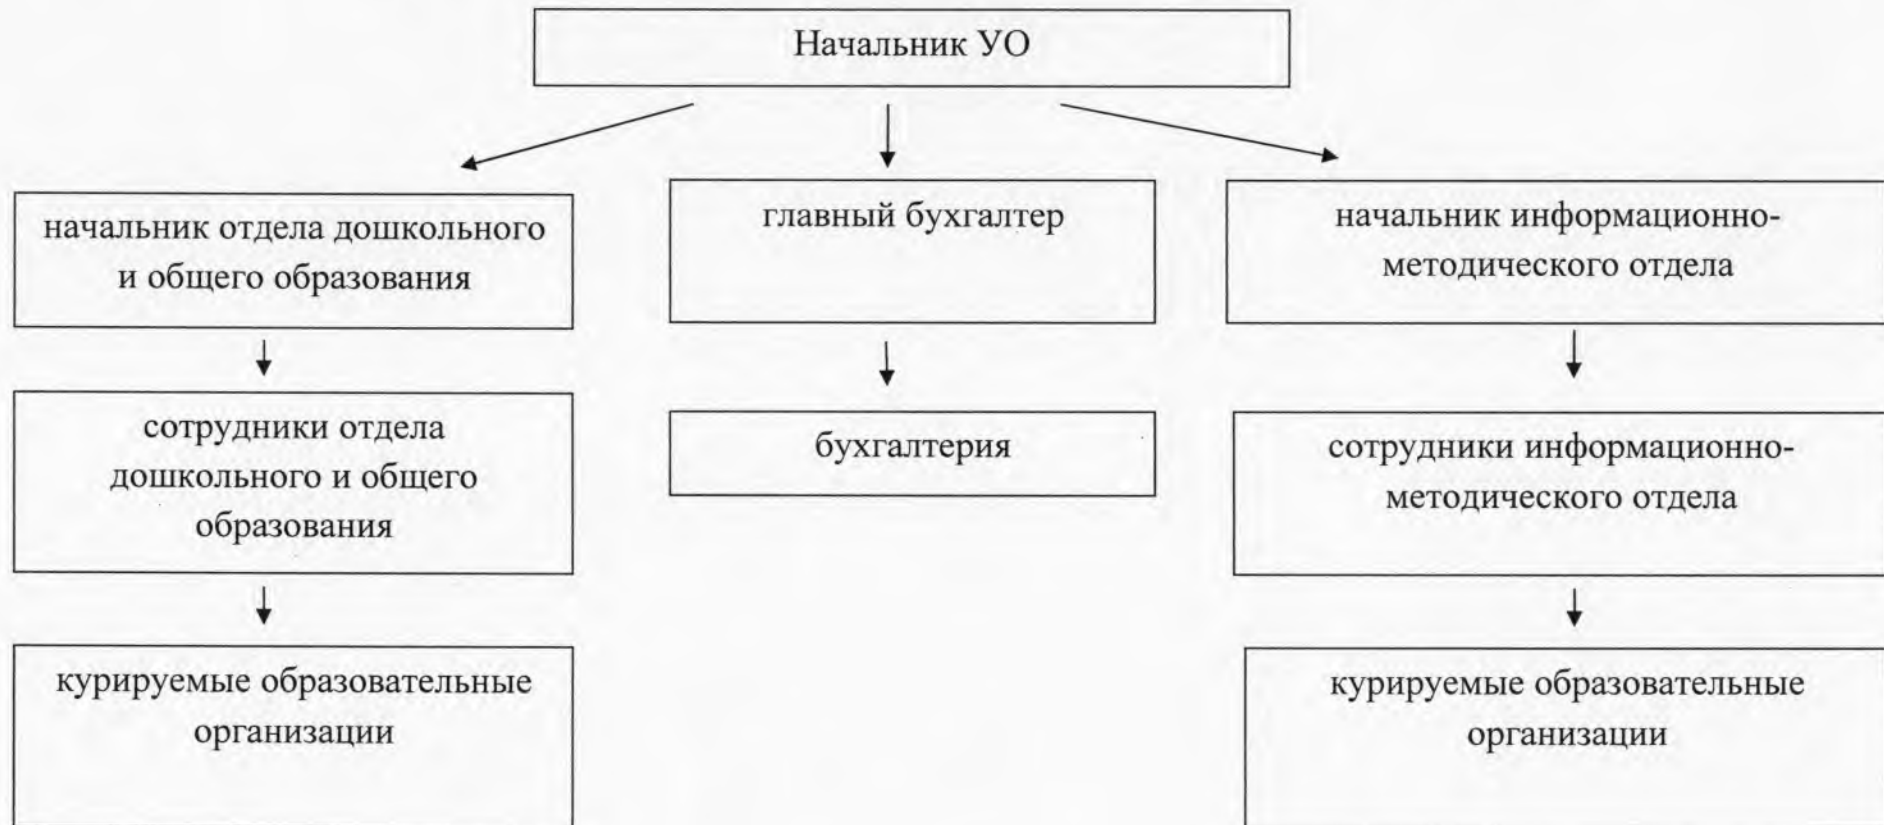 Начальник УО
начальник отдела дошкольного
и общего образования
главный бухгалтер
начальник информационно-
методического отдела
сотрудники отдела
дошкольного и общего
образования
бухгалтерия
сотрудники информационно-
методического отдела
курируемые образовательные
организации
курируемые образовательные
организации